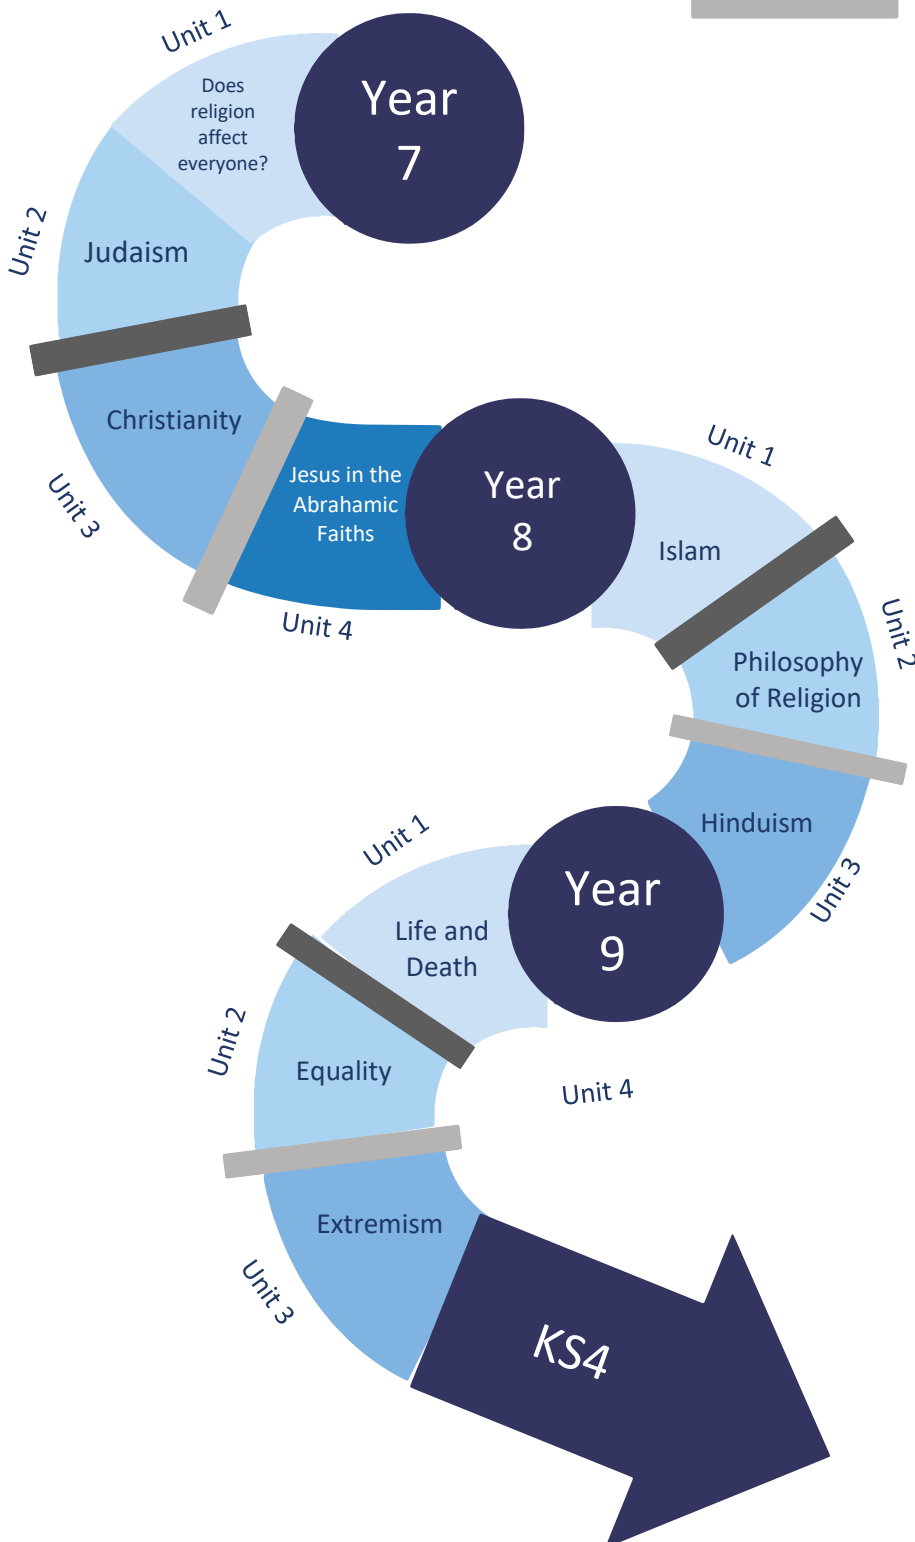 Unit 1
Does
religion
affect
everyone?
Year
7
Unit 2
Judaism
Christianity
Unit 3
Jesus in the
Abrahamic
Faiths
Unit 4
Year
8
Unit 1
Islam
Unit 2
Philosophy
of Religion
Hinduism
Unit 3
Year
9
Unit 1
Life and
Death
Unit 2
Equality
Unit 4
Extremism
Unit 3
KS4